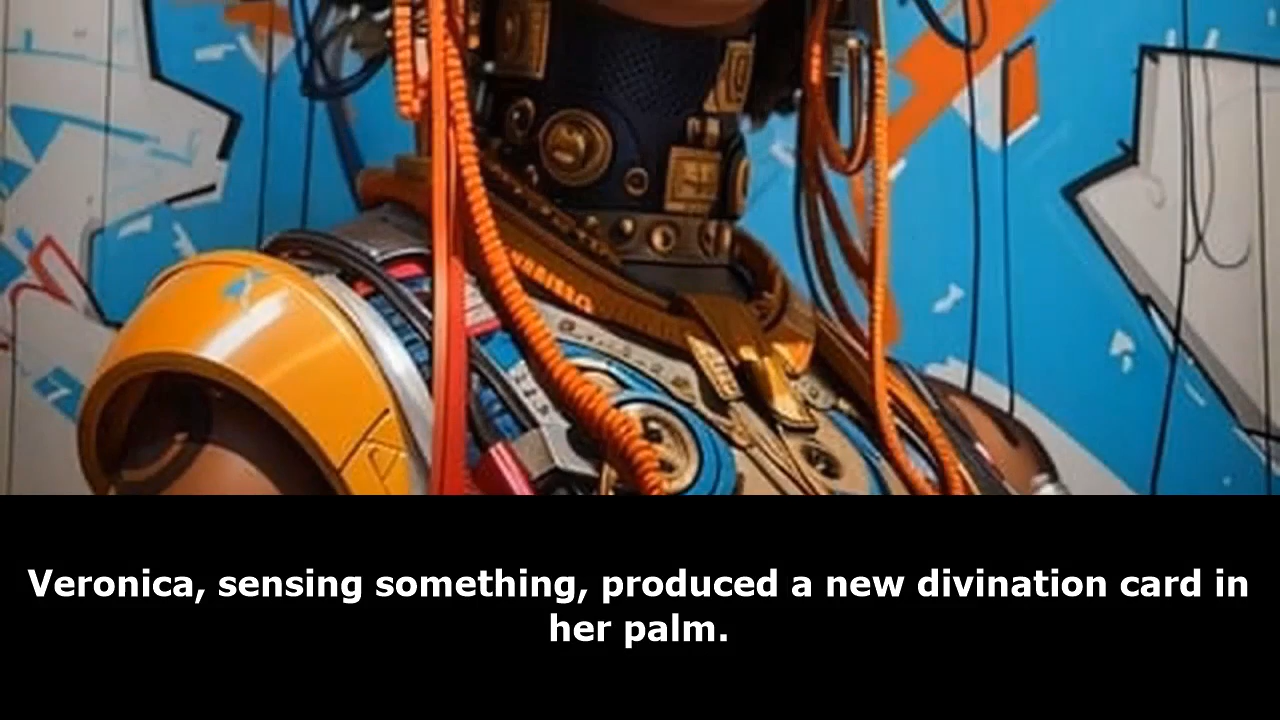 Veronica, sensing something, produced a new divination card in
her palm.